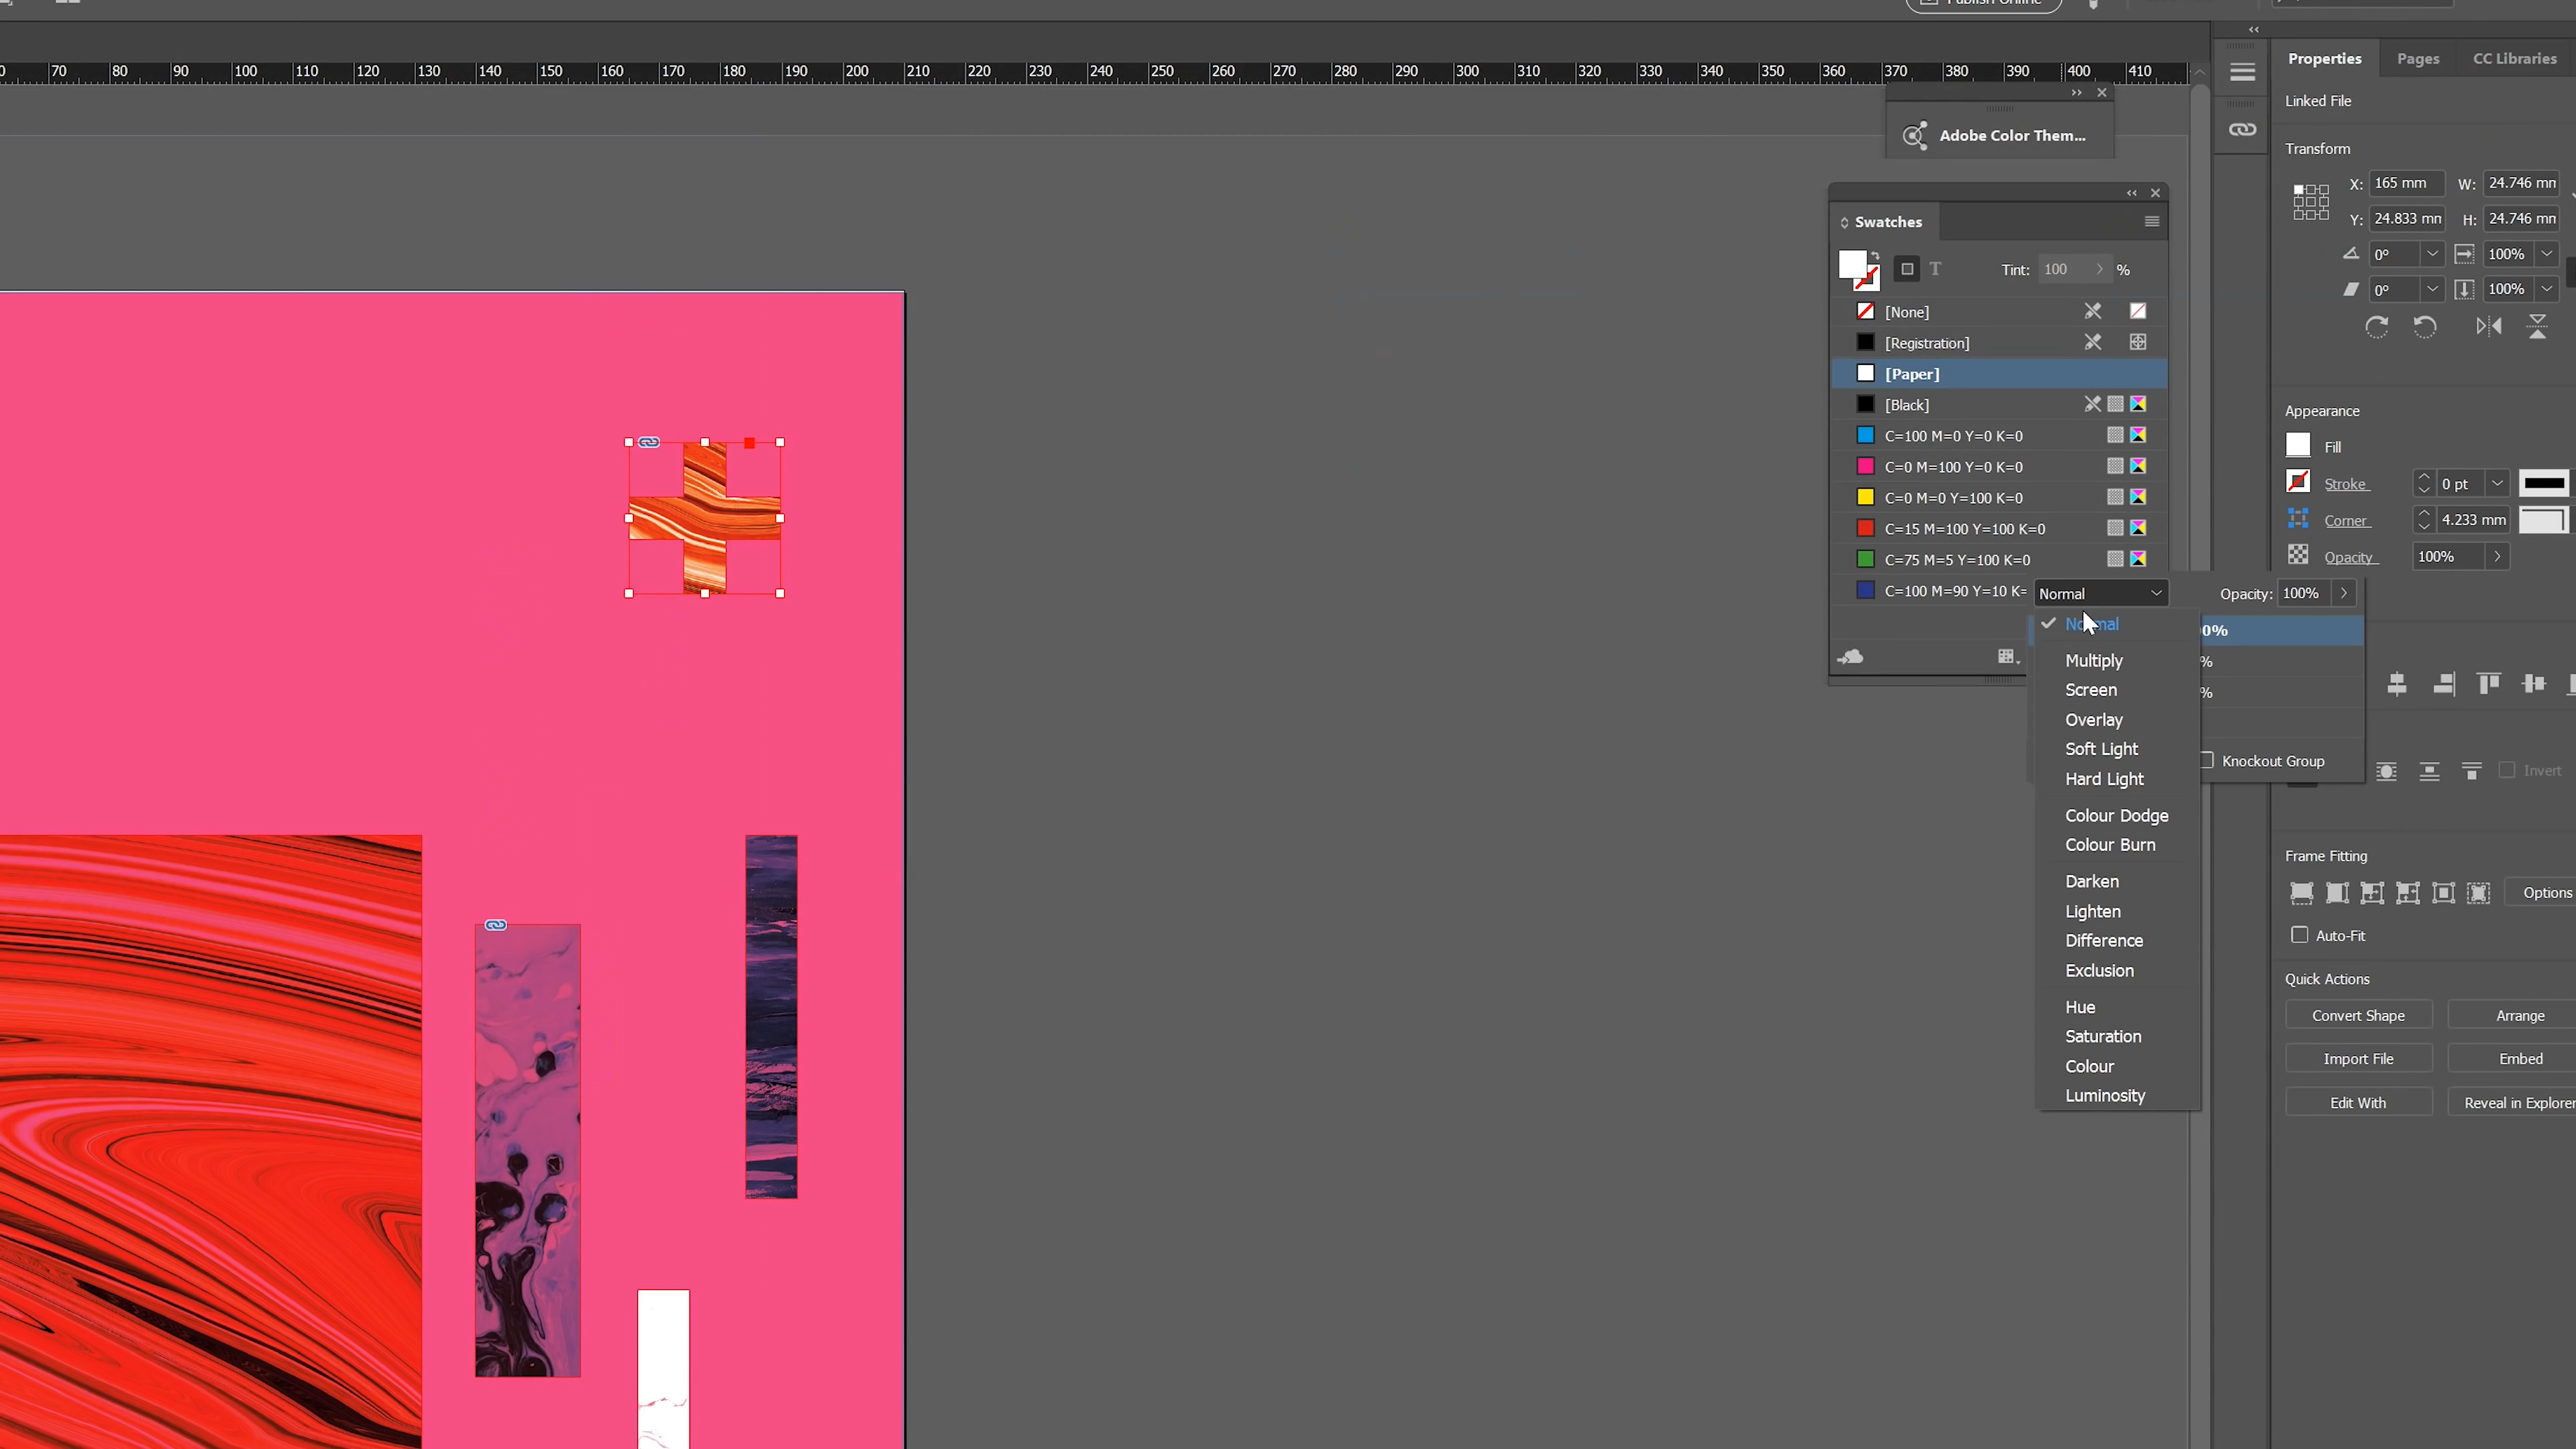 Publish Online
70 80 90 100 110 120 130 140 150 160 170 180 190 200 210 220 230 240 250 260 270 280 290 300 310 320 330 340 350 360 370 380 390 400 410
Properties Pages CC Libraries
Linked File
Adobe Color Them...
Transform
X: 165 mm W: 24.746 mm
Y: 24.833 mm H: 24.746 mm
0° 100%
0° 100%
Swatches
Tint: 100 %
[None]
[Registration]
[Paper]
[Black]
C=100 M=0 Y=0 K=0
C=0 M=100 Y=0 K=0
C=0 M=0 Y=100 K=0
C=15 M=100 Y=100 K=0
C=75 M=5 Y=100 K=0
C=100 M=90 Y=10 K=
Appearance
Fill
Stroke 0 pt
Corner 4.233 mm
Opacity 100%
Normal Opacity: 100%
Normal
Multiply
Screen
Overlay
Soft Light
Hard Light
Colour Dodge
Colour Burn
Darken
Lighten
Difference
Exclusion
Hue
Saturation
Colour
Luminosity
0%
%
%
Knockout Group
Invert
Frame Fitting
Options
Auto-Fit
Quick Actions
Convert Shape Arrange
Import File Embed
Edit With Reveal in Explorer